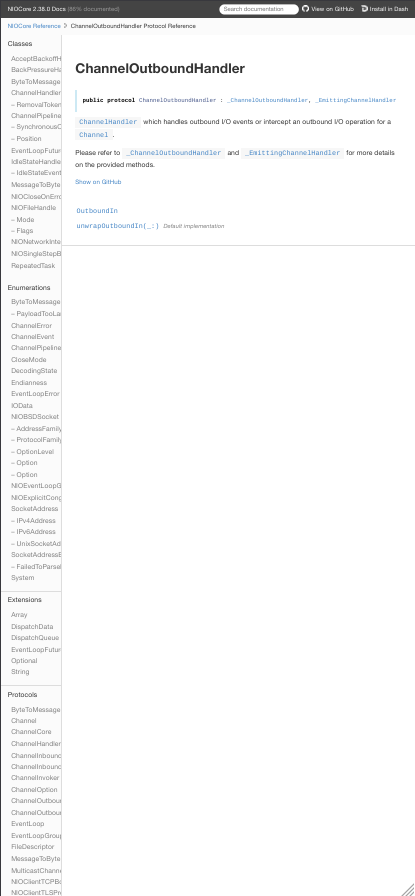 NIOCore 2.38.0 Docs (86% documented)
Search documentation
View on GitHub
Install in Dash
NIOCore Reference > ChannelOutboundHandler Protocol Reference
Classes
AcceptBackoffH
BackPressureHa
ByteToMessage
ChannelHandler
– RemovalToken
ChannelPipeline
– SynchronousO
– Position
EventLoopFutur
IdleStateHandle
– IdleStateEvent
MessageToByte
NIOCloseOnErro
NIOFileHandle
– Mode
– Flags
NIONetworkInte
NIOSingleStepB
RepeatedTask
Enumerations
ByteToMessage
– PayloadTooLa
ChannelError
ChannelEvent
ChannelPipeline
CloseMode
DecodingState
Endianness
EventLoopError
IOData
NIOBSDSocket
– AddressFamily
– ProtocolFamily
– OptionLevel
– Option
– Option
NIOEventLoopG
NIOExplicitCong
SocketAddress
– IPv4Address
– IPv6Address
– UnixSocketAd
SocketAddressE
– FailedToParseI
System
Extensions
Array
DispatchData
DispatchQueue
EventLoopFutur
Optional
String
Protocols
ByteToMessage
Channel
ChannelCore
ChannelHandler
ChannelInbound
ChannelInbound
ChannelInvoker
ChannelOption
ChannelOutbou
ChannelOutbou
EventLoop
EventLoopGroup
FileDescriptor
MessageToByte
MulticastChanne
NIOClientTCPBo
NIOClientTLSPro
ChannelOutboundHandler
public protocol ChannelOutboundHandler : _ChannelOutboundHandler, _EmittingChannelHandler
ChannelHandler which handles outbound I/O events or intercept an outbound I/O operation for a
Channel .
Please refer to _ChannelOutboundHandler and _EmittingChannelHandler for more details
on the provided methods.
Show on GitHub
OutboundIn
unwrapOutboundIn(_:) Default implementation